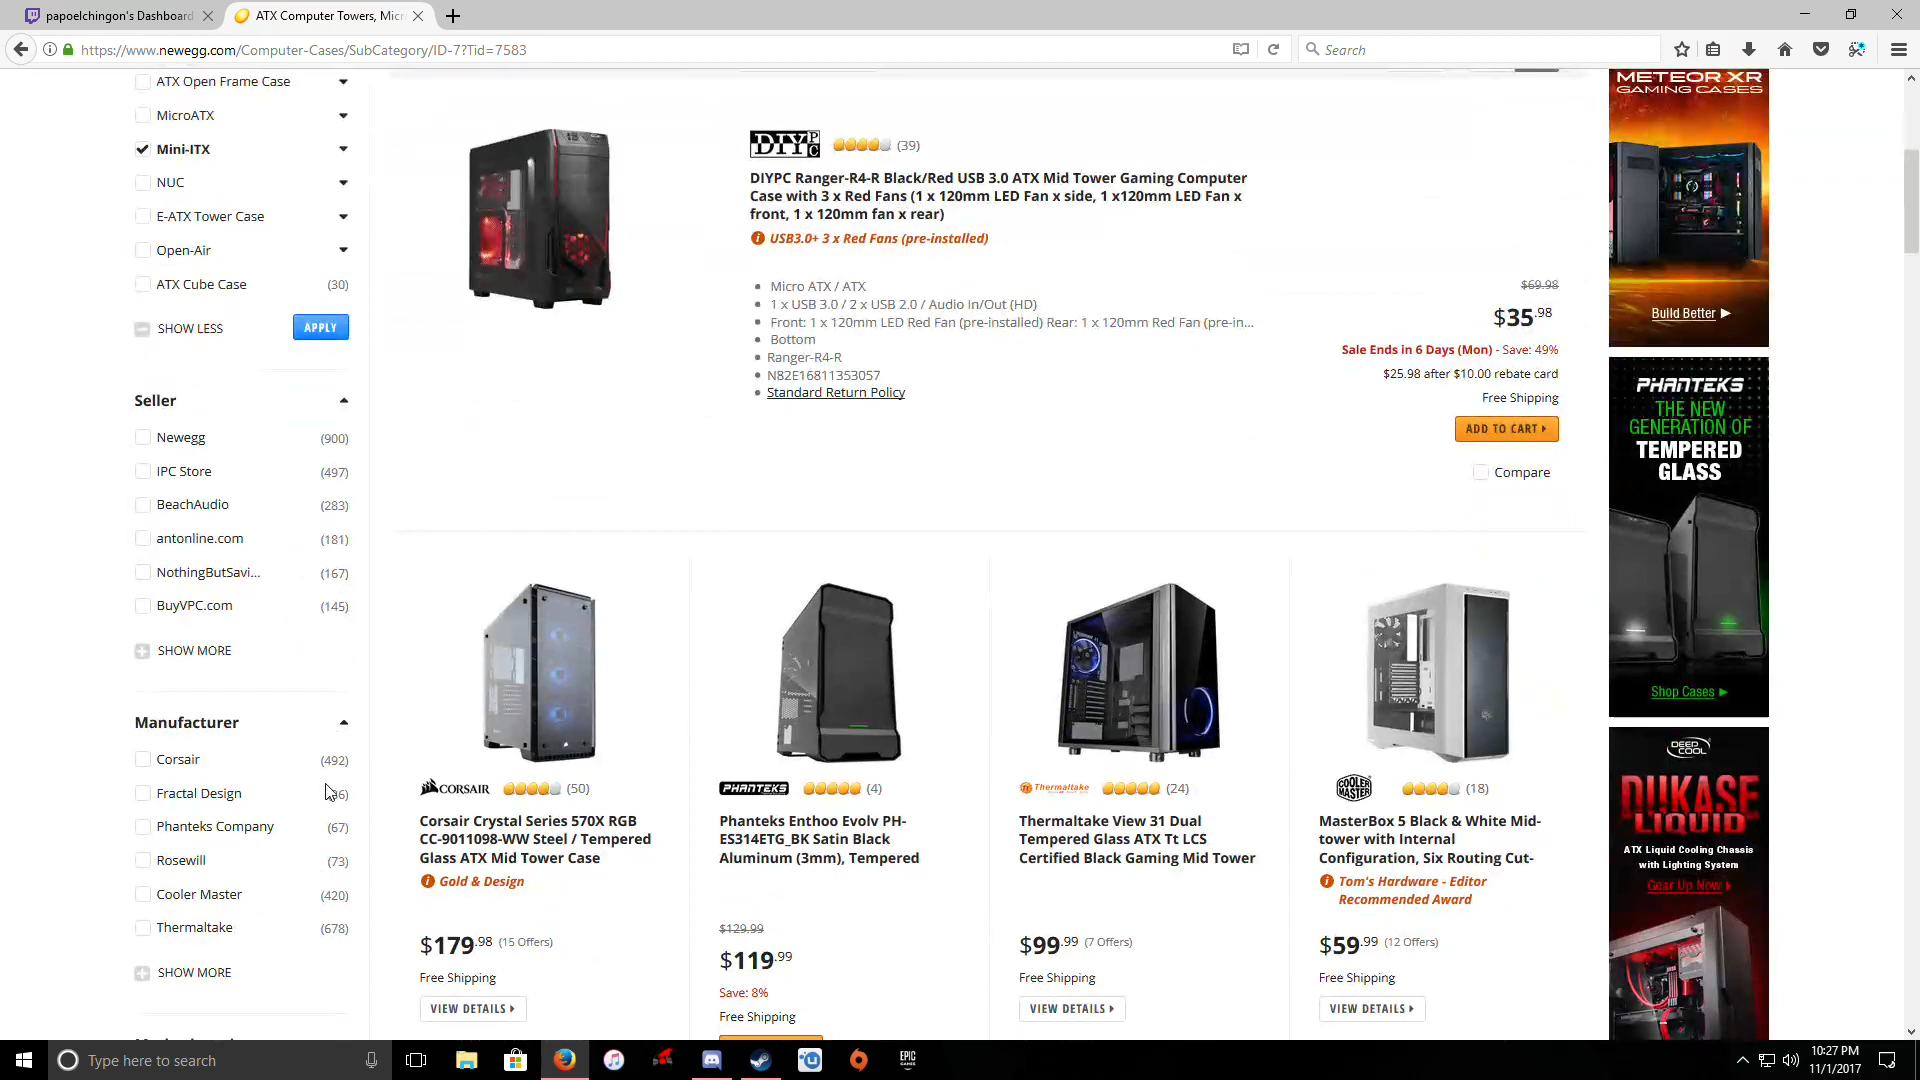 papoelchingon's Dashboard
ATX Computer Towers, Micr
https://www.newegg.com/Computer-Cases/SubCategory/ID-7?Tid=7583
Search
ATX Open Frame Case
MicroATX
Mini-ITX
NUC
E-ATX Tower Case
Open-Air
ATX Cube Case (30)
SHOW LESS
APPLY
Seller
Newegg (900)
IPC Store (497)
BeachAudio (283)
antonline.com (181)
NothingButSavi... (167)
BuyVPC.com (145)
SHOW MORE
Manufacturer
Corsair (492)
Fractal Design
Phanteks Company (67)
Rosewill (73)
Cooler Master (420)
Thermaltake (678)
SHOW MORE
DIYPC (39)
DIYPC Ranger-R4-R Black/Red USB 3.0 ATX Mid Tower Gaming Computer
Case with 3 x Red Fans (1 x 120mm LED Fan x side, 1 x120mm LED Fan x
front, 1 x 120mm fan x rear)
USB3.0+ 3 x Red Fans (pre-installed)
Micro ATX / ATX
1 x USB 3.0 / 2 x USB 2.0 / Audio In/Out (HD)
Front: 1 x 120mm LED Red Fan (pre-installed) Rear: 1 x 120mm Red Fan (pre-in...
Bottom
Ranger-R4-R
N82E16811353057
Standard Return Policy
$69.98
$35.98
Sale Ends in 6 Days (Mon) - Save: 49%
$25.98 after $10.00 rebate card
Free Shipping
ADD TO CART
Compare
CORSAIR (50)
Corsair Crystal Series 570X RGB
CC-9011098-WW Steel / Tempered
Glass ATX Mid Tower Case
Gold & Design
$179.98 (15 Offers)
Free Shipping
VIEW DETAILS
PHANTEKS (4)
Phanteks Enthoo Evolv PH-
ES314ETG_BK Satin Black
Aluminum (3mm), Tempered
$129.99
$119.99
Save: 8%
Free Shipping
Thermaltake (24)
Thermaltake View 31 Dual
Tempered Glass ATX Tt LCS
Certified Black Gaming Mid Tower
$99.99 (7 Offers)
Free Shipping
VIEW DETAILS
COOLER MASTER (18)
MasterBox 5 Black & White Mid-
tower with Internal
Configuration, Six Routing Cut-
Tom's Hardware - Editor
Recommended Award
$59.99 (12 Offers)
Free Shipping
VIEW DETAILS
METEOR XR
GAMING CASES
Build Better
PHANTEKS
THE NEW
GENERATION OF
TEMPERED
GLASS
Shop Cases
DEEPCOOL
DUKASE
LIQUID
ATX Liquid Cooling Chassis
with Lighting System
Gear Up Now
Type here to search
EPIC
GAMES
10:27 PM
11/1/2017